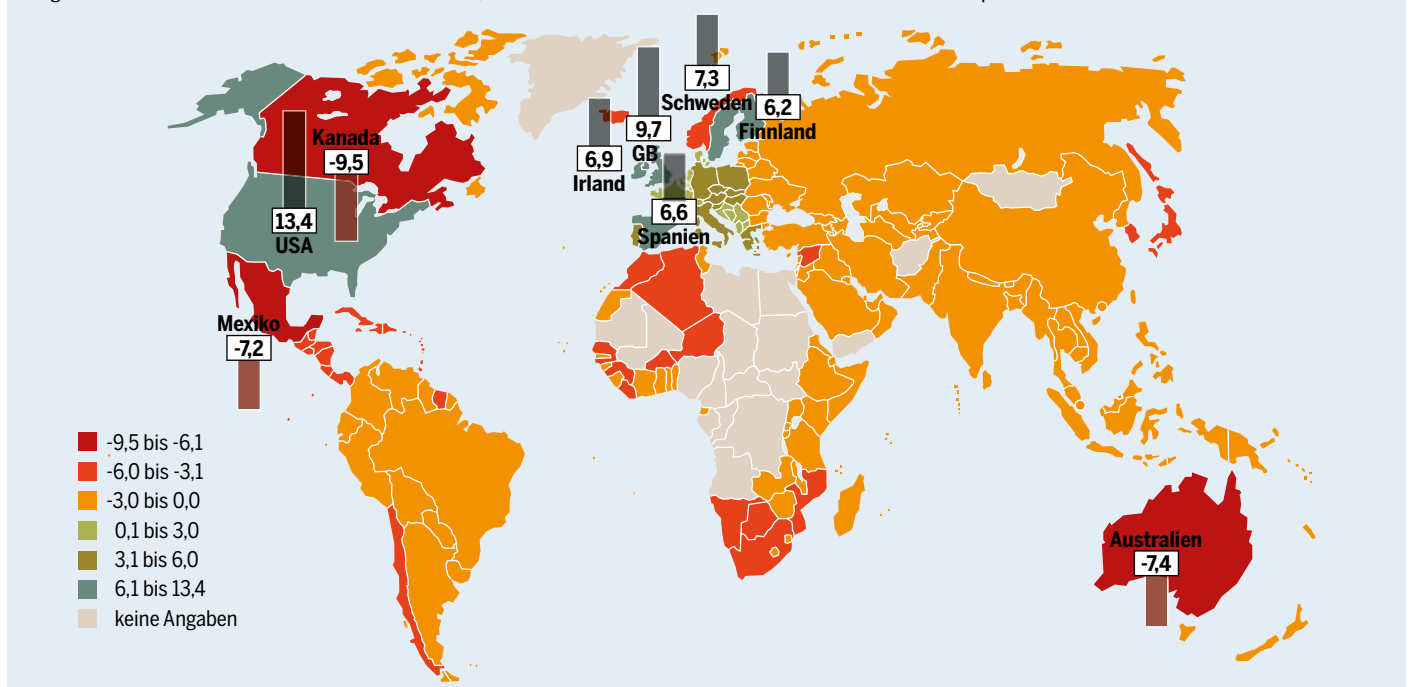 7,3
Schweden
6,2
Finnland
9,7
GB
6,9
Irland
6,6
Spanien
Kanada
-9,5
13,4
USA
Mexiko
-7,2
Australien
-7,4
-9,5 bis -6,1
-6,0 bis -3,1
-3,0 bis 0,0
0,1 bis 3,0
3,1 bis 6,0
6,1 bis 13,4
keine Angaben